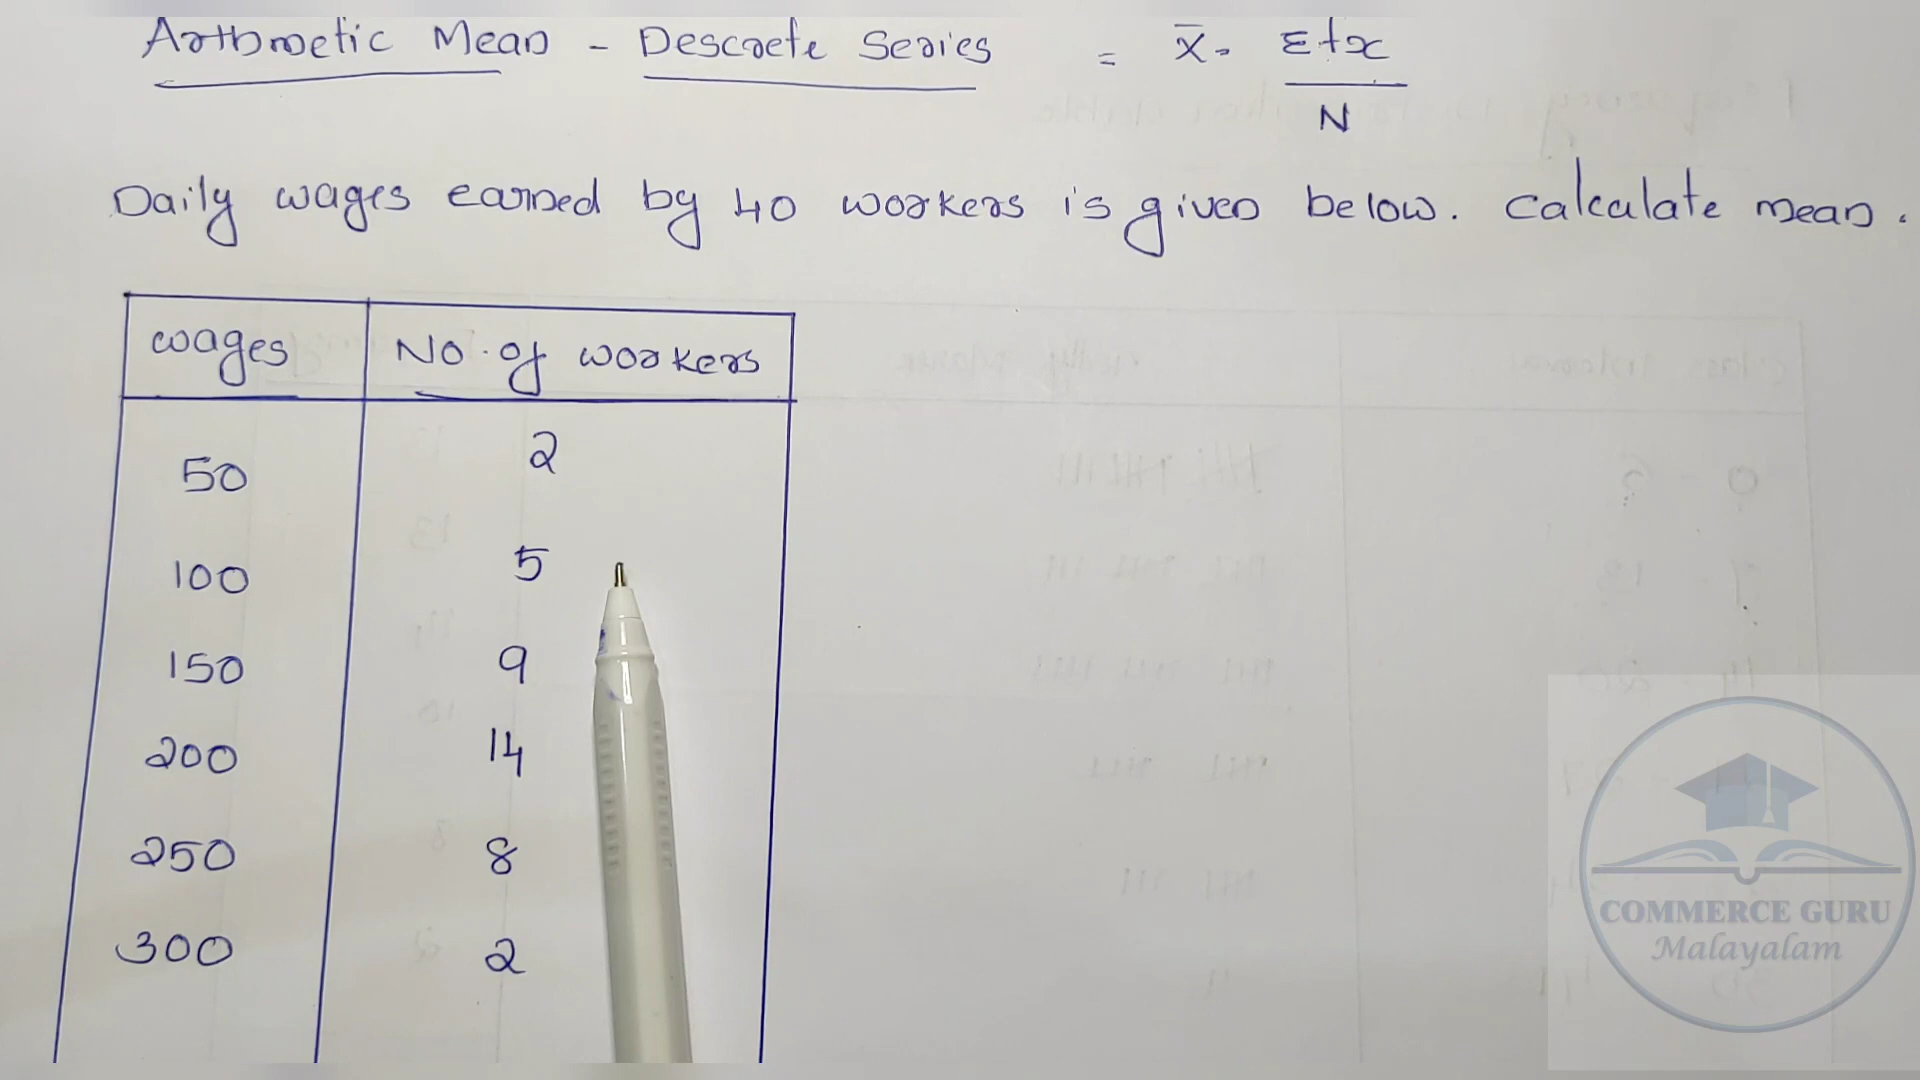 Arthmetic Mean - Descrete Series = X̄ = Σfx
N
Daily wages earned by 40 workers is given below. Calculate mean.
wages No. of workers
50 2
100 5
150 9
200 14
250 8
300 2
COMMERCE GURU
Malayalam